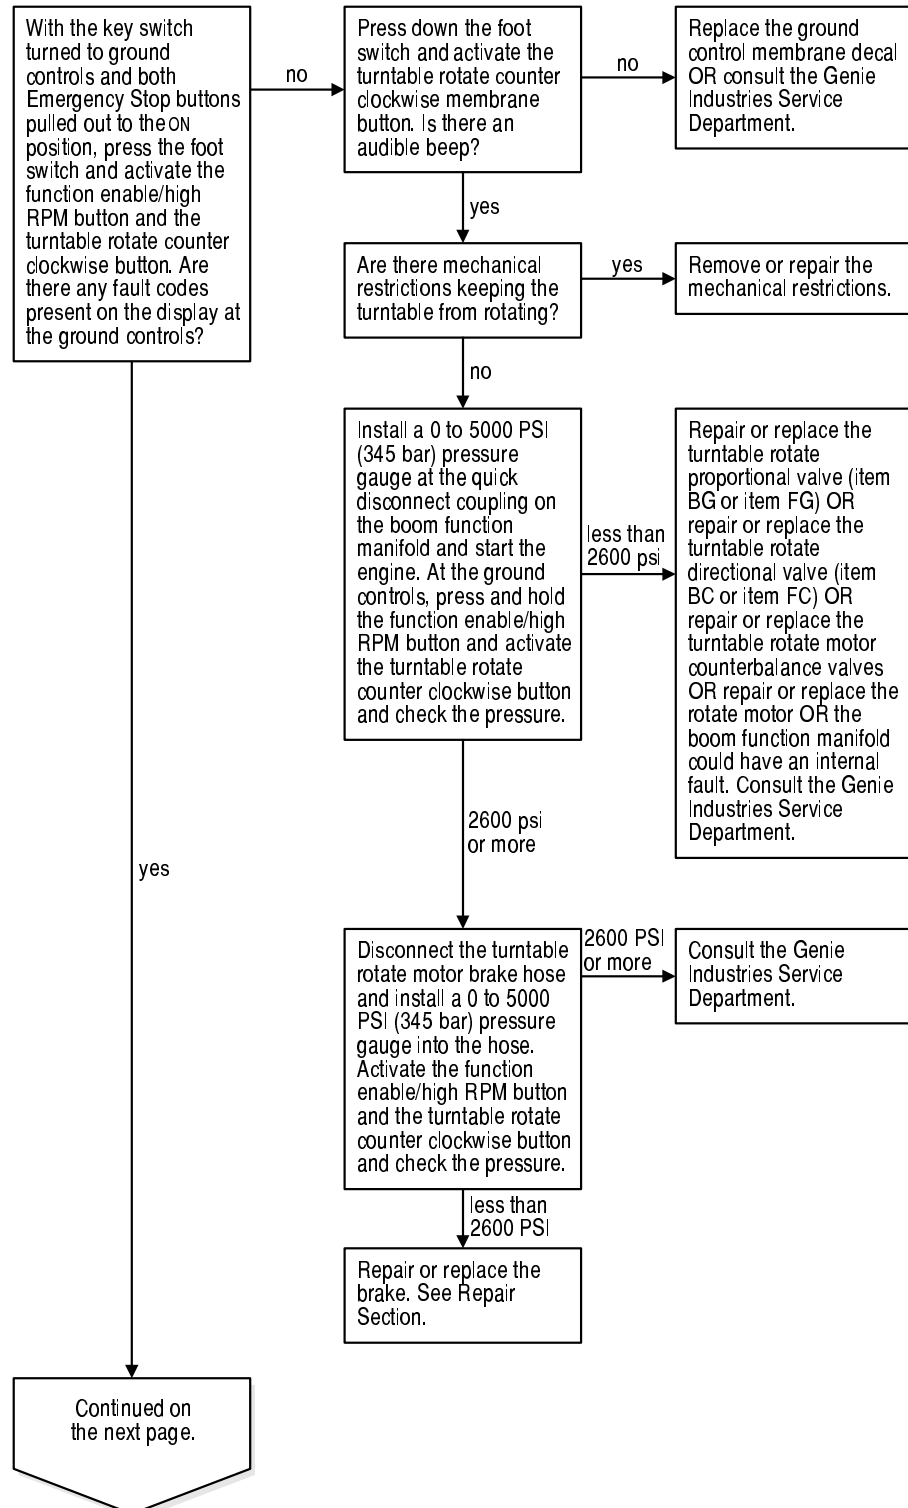 With the key switch
turned to ground
controls and both
Emergency Stop buttons
pulled out to the ON
position, press the foot
switch and activate the
function enable/high
RPM button and the
turntable rotate counter
clockwise button. Are
there any fault codes
present on the display at
the ground controls?
no
Press down the foot
switch and activate the
turntable rotate counter
clockwise membrane
button. Is there an
audible beep?
no
Replace the ground
control membrane decal
OR consult the Genie
Industries Service
Department.
yes
Are there mechanical
restrictions keeping the
turntable from rotating?
yes
Remove or repair the
mechanical restrictions.
no
Install a 0 to 5000 PSI
(345 bar) pressure
gauge at the quick
disconnect coupling on
the boom function
manifold and start the
engine. At the ground
controls, press and hold
the function enable/high
RPM button and activate
the turntable rotate
counter clockwise button
and check the pressure.
less than
2600 psi
Repair or replace the
turntable rotate
proportional valve (item
BG or item FG) OR
repair or replace the
turntable rotate
directional valve (item
BC or item FC) OR
repair or replace the
turntable rotate motor
counterbalance valves
OR repair or replace the
rotate motor OR the
boom function manifold
could have an internal
fault. Consult the Genie
Industries Service
Department.
2600 psi
or more
yes
Disconnect the turntable
rotate motor brake hose
and install a 0 to 5000
PSI (345 bar) pressure
gauge into the hose.
Activate the function
enable/high RPM button
and the turntable rotate
counter clockwise button
and check the pressure.
2600 PSI
or more
Consult the Genie
Industries Service
Department.
less than
2600 PSI
Repair or replace the
brake. See Repair
Section.
Continued on
the next page.